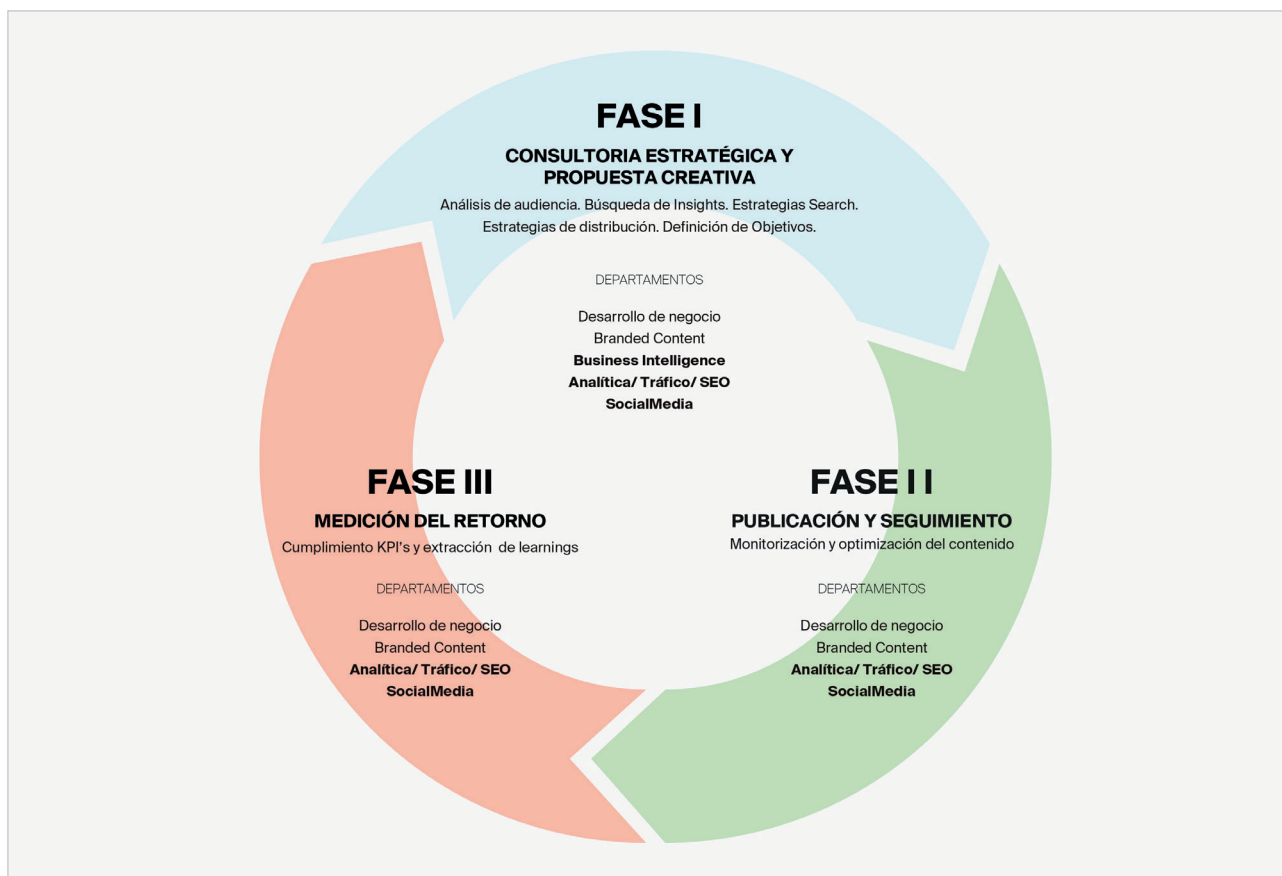 FASE I
CONSULTORIA ESTRATÉGICA Y
PROPUESTA CREATIVA
Análisis de audiencia. Búsqueda de Insights. Estrategias Search.
Estrategias de distribución. Definición de Objetivos.
DEPARTAMENTOS
Desarrollo de negocio
Branded Content
Business Intelligence
Analítica/ Tráfico/ SEO
SocialMedia
FASE I I
PUBLICACIÓN Y SEGUIMIENTO
Monitorización y optimización del contenido
DEPARTAMENTOS
Desarrollo de negocio
Branded Content
Analítica/ Tráfico/ SEO
SocialMedia
FASE III
MEDICIÓN DEL RETORNO
Cumplimiento KPI's y extracción de learnings
DEPARTAMENTOS
Desarrollo de negocio
Branded Content
Analítica/ Tráfico/ SEO
SocialMedia